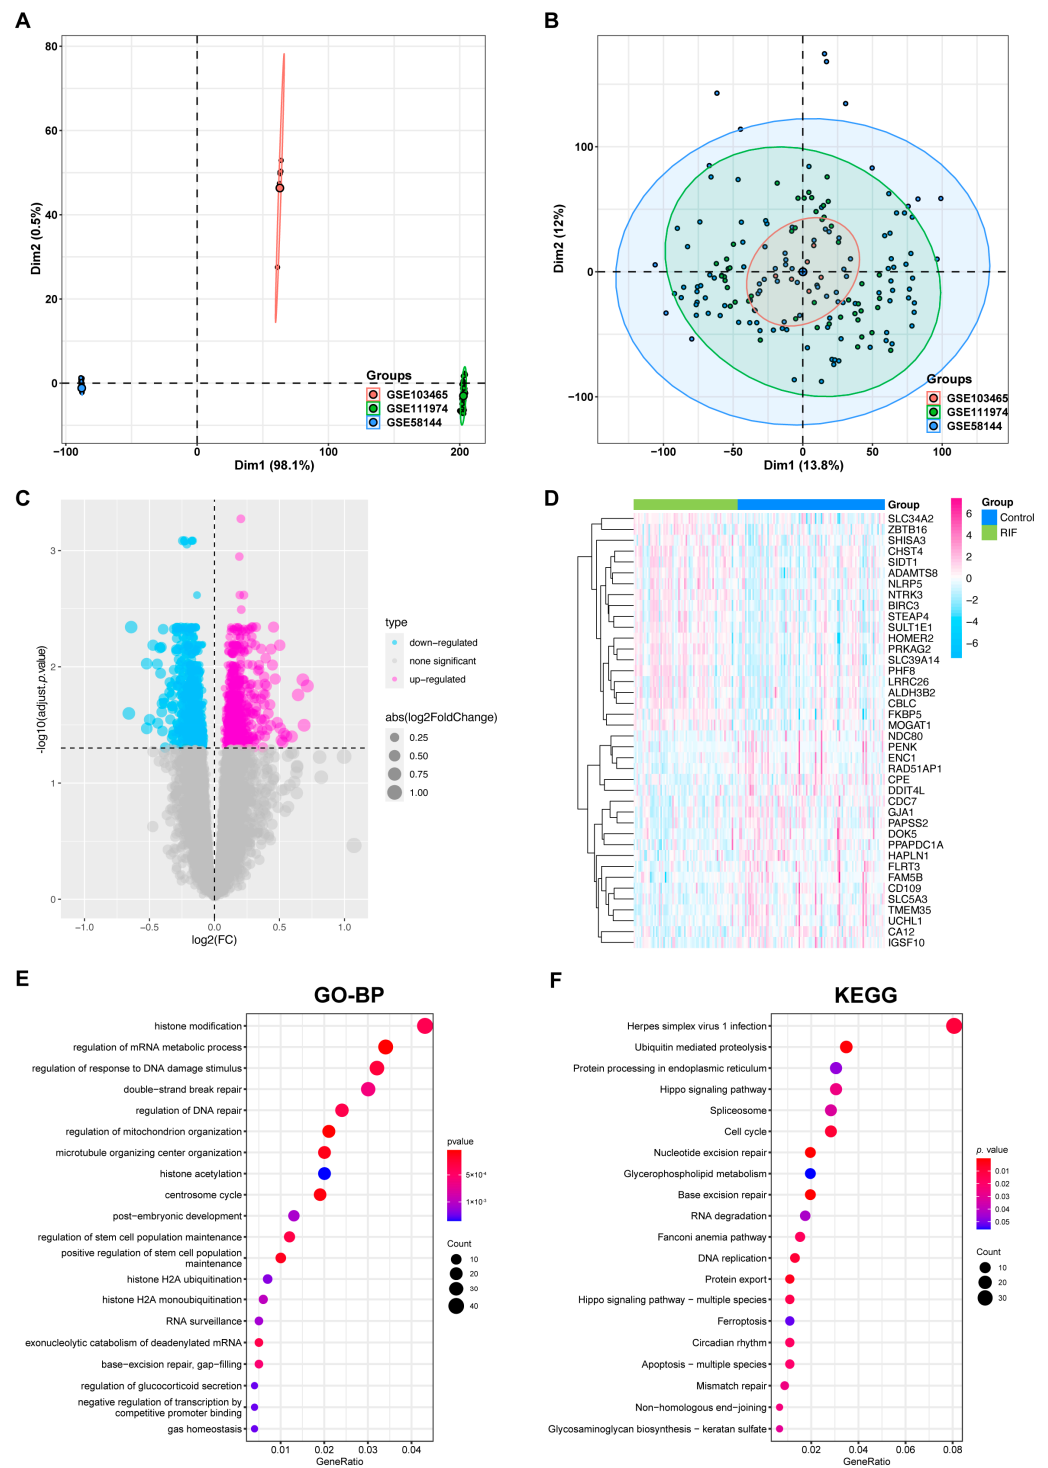 A
80
60
40
20
0
Dim2 (0.5%)
−100
0
100
200
Dim1 (98.1%)
Groups
GSE103465
GSE111974
GSE58144
B
100
0
−100
Dim2 (12%)
−100
−50
0
50
100
Dim1 (13.8%)
Groups
GSE103465
GSE111974
GSE58144
C
3
2
1
0
-log10(adjust.p.value)
−1.0
−0.5
0.0
0.5
1.0
log2(FC)
type
down-regulated
none significant
up-regulated
abs(log2FoldChange)
0.25
0.50
0.75
1.00
D
Group
SLC34A2
ZBTB16
SHISA3
CHST4
SIDT1
ADAMTS8
NLRP5
NTRK3
BIRC3
STEAP4
SULT1E1
HOMER2
PRKAG2
SLC39A14
PHF8
LRRC26
ALDH3B2
CBLC
FKBP5
MOGAT1
NDC80
PENK
ENC1
RAD51AP1
CPE
DDIT4L
CDC7
GJA1
PAPSS2
DOK5
PPAPDC1A
HAPLN1
FLRT3
FAM5B
CD109
SLC5A3
TMEM35
UCHL1
CA12
IGSF10
6
4
2
0
−2
−4
−6
Group
Control
RIF
E
GO-BP
histone modification
regulation of mRNA metabolic process
regulation of response to DNA damage stimulus
double−strand break repair
regulation of DNA repair
regulation of mitochondrion organization
microtubule organizing center organization
histone acetylation
centrosome cycle
post−embryonic development
regulation of stem cell population maintenance
positive regulation of stem cell population
maintenance
histone H2A ubiquitination
histone H2A monoubiquitination
RNA surveillance
exonucleolytic catabolism of deadenylated mRNA
base−excision repair, gap−filling
regulation of glucocorticoid secretion
negative regulation of transcription by
competitive promoter binding
gas homeostasis
0.01
0.02
0.03
0.04
GeneRatio
pvalue
5×10⁻⁴
1×10⁻³
Count
10
20
30
40
F
KEGG
Herpes simplex virus 1 infection
Ubiquitin mediated proteolysis
Protein processing in endoplasmic reticulum
Hippo signaling pathway
Spliceosome
Cell cycle
Nucleotide excision repair
Glycerophospholipid metabolism
Base excision repair
RNA degradation
Fanconi anemia pathway
DNA replication
Protein export
Hippo signaling pathway − multiple species
Ferroptosis
Circadian rhythm
Apoptosis − multiple species
Mismatch repair
Non−homologous end−joining
Glycosaminoglycan biosynthesis − keratan sulfate
0.02
0.04
0.06
0.08
GeneRatio
p. value
0.01
0.02
0.03
0.04
0.05
Count
10
20
30